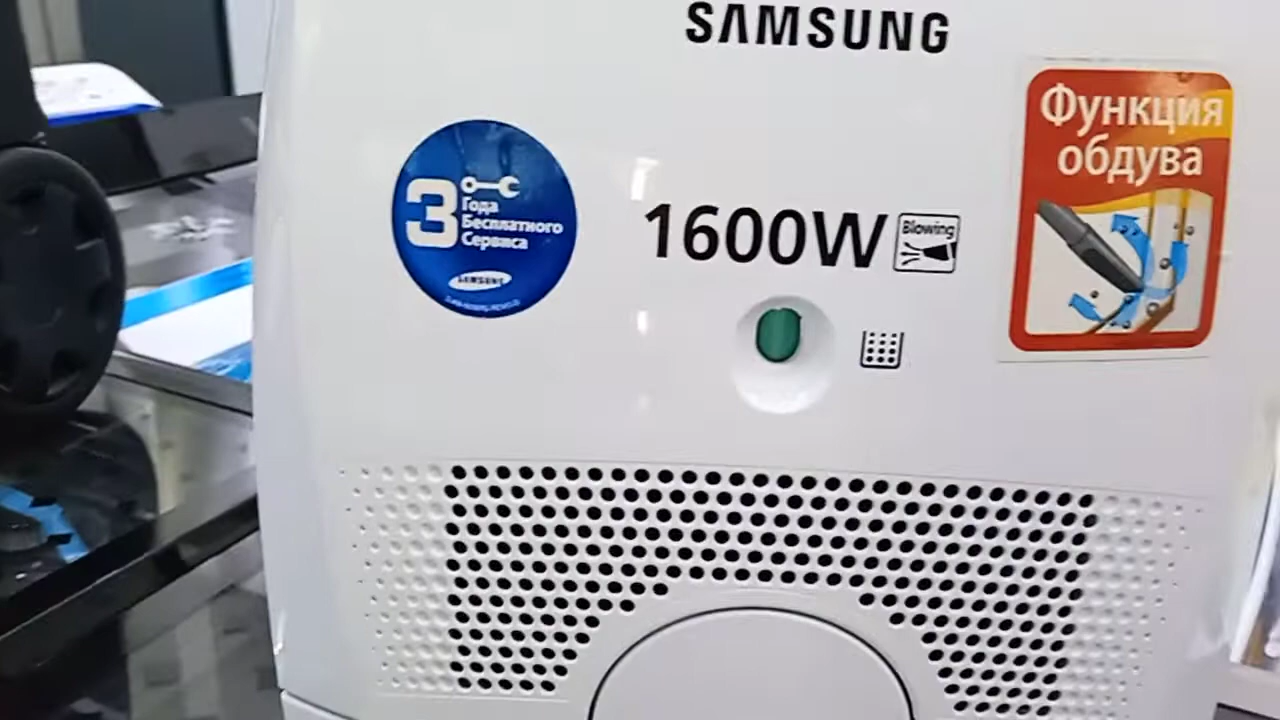 SAMSUNG
3 Года
Бесплатного
Сервиса
SAMSUNG
1600W
Blowing
Функция
обдува